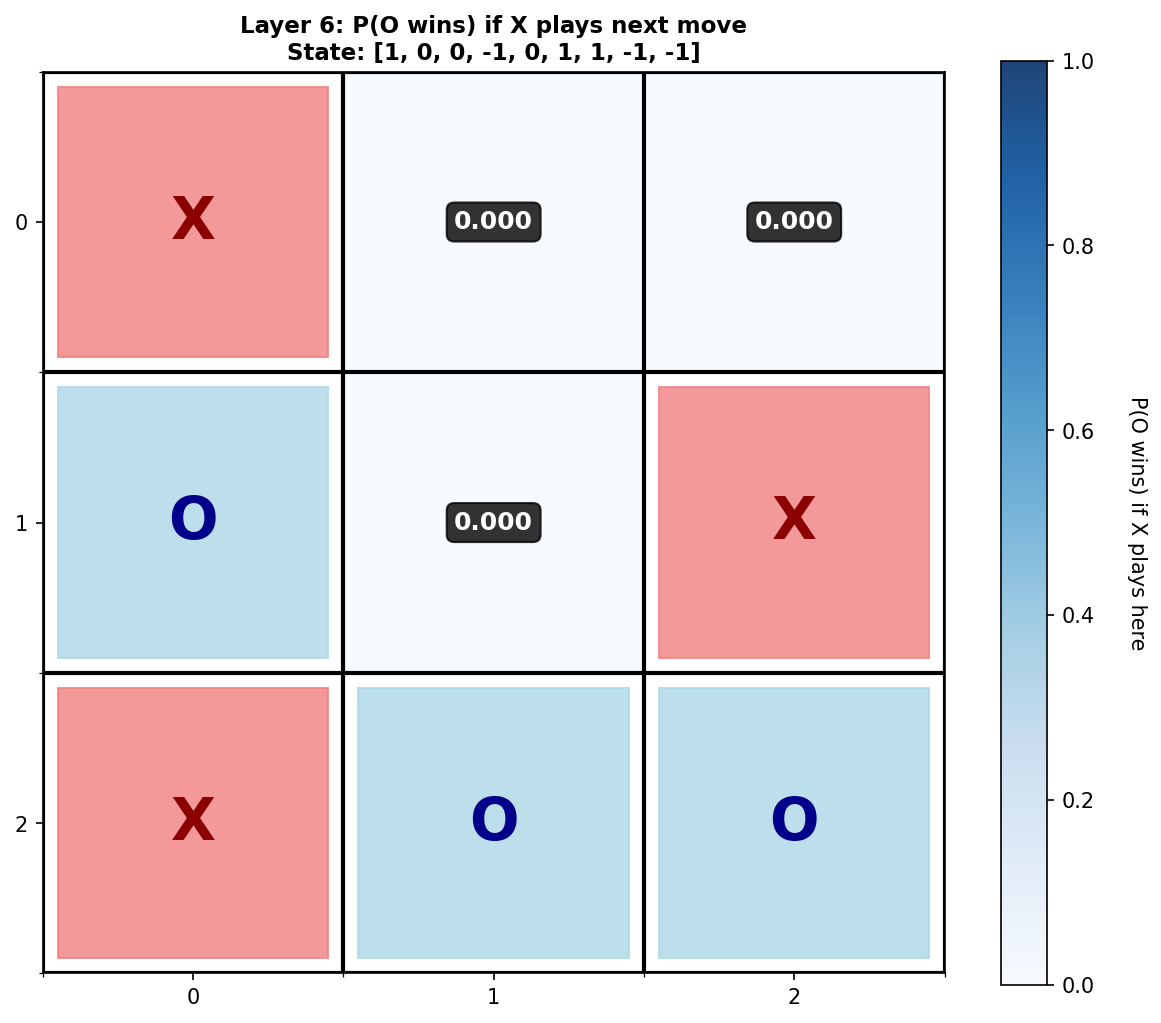 Layer 6: P(O wins) if X plays next move
State: [1, 0, 0, -1, 0, 1, 1, -1, -1]
0
X
0.000
0.000
1
O
0.000
X
2
X
O
O
0
1
2
1.0
0.8
0.6
0.4
0.2
0.0
P(O wins) if X plays here